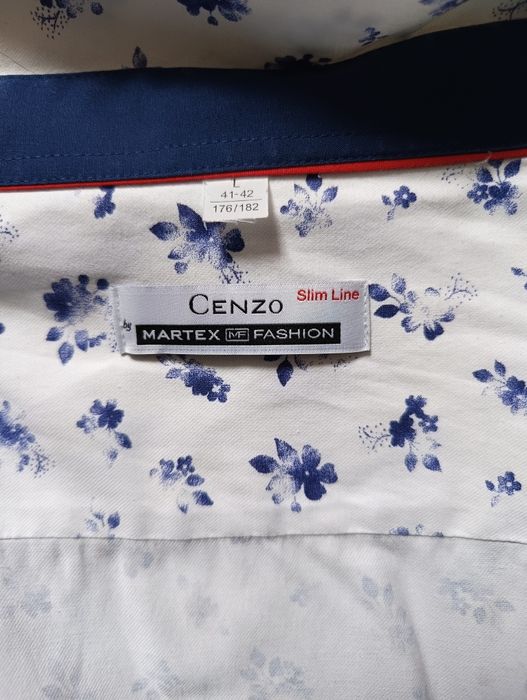 L
41-42
176/182
CENZO Slim Line
by MARTEX MF FASHION